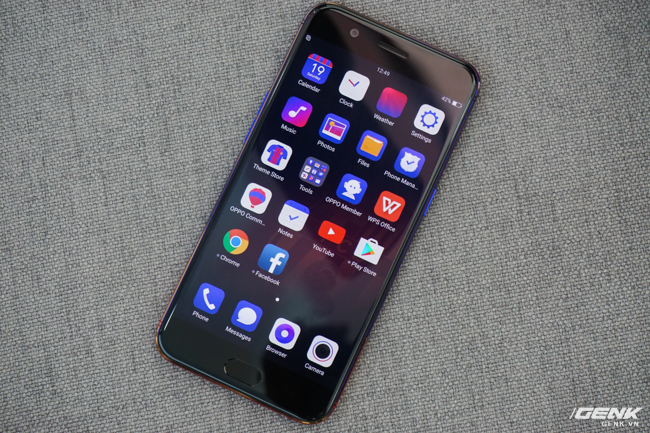 12:49
42%
19
Calendar
Clock
Weather
Settings
Music
Photos
Files
Phone Mana...
Theme Store
Tools
OPPO Member
WPS Office
OPPO Comm...
Notes
YouTube
Play Store
Chrome
Facebook
Phone
Messages
Browser
Camera
GENK
GENK.VN